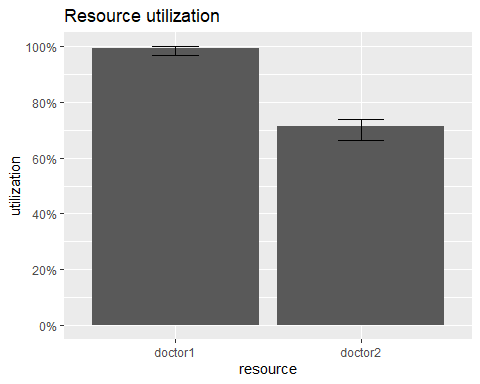 Resource utilization
100%
80%
60%
40%
20%
0%
utilization
doctor1 doctor2
resource